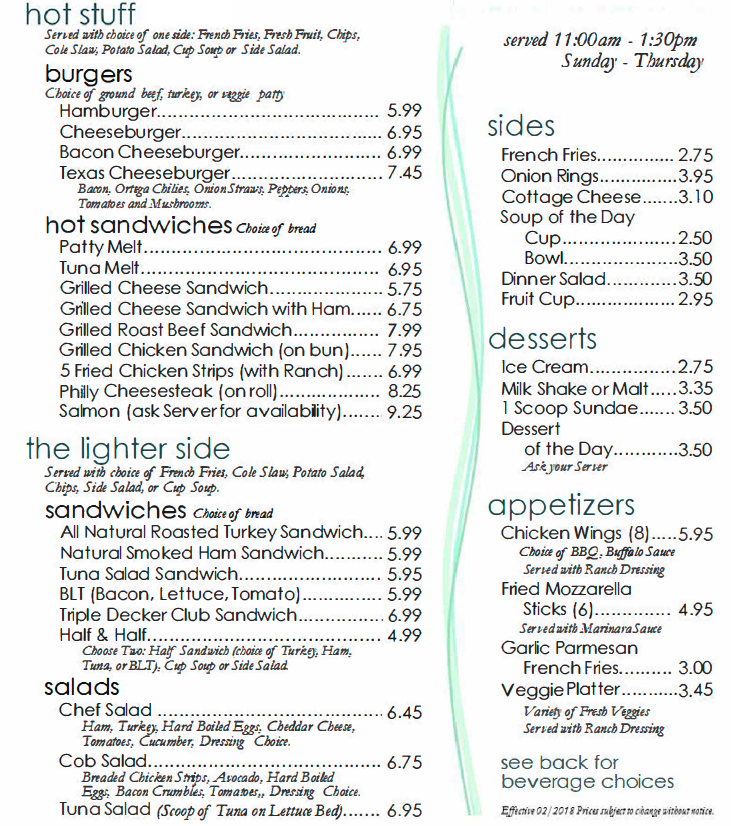 hot stuff
Served with choice of one side: French Fries, Fresh Fruit, Chips,
Cole Slaw, Potato Salad, Cup Soup or Side Salad.
burgers
Choice of ground beef, turkey, or veggie patty
Hamburger........................................ 5.99
Cheeseburger.................................... 6.95
Bacon Cheeseburger......................... 6.99
Texas Cheeseburger.......................... 7.45
Bacon, Ortega Chilies, Onion Straws, Peppers, Onions,
Tomatoes and Mushrooms.
hot sandwiches Choice of bread
Patty Melt........................................... 6.99
Tuna Melt........................................... 6.95
Grilled Cheese Sandwich.................... 5.75
Grilled Cheese Sandwich with Ham...... 6.75
Grilled Roast Beef Sandwich................ 7.99
Grilled Chicken Sandwich (on bun)...... 7.95
5 Fried Chicken Strips (with Ranch)....... 6.99
Philly Cheesesteak (on roll).................. 8.25
Salmon (ask Server for availability)....... 9.25
the lighter side
Served with choice of French Fries, Cole Slaw, Potato Salad,
Chips, Side Salad, or Cup Soup.
sandwiches Choice of bread
All Natural Roasted Turkey Sandwich.... 5.99
Natural Smoked Ham Sandwich........... 5.99
Tuna Salad Sandwich.......................... 5.95
BLT (Bacon, Lettuce, Tomato).............. 5.99
Triple Decker Club Sandwich............... 6.99
Half & Half.......................................... 4.99
Choose Two: Half Sandwich (choice of Turkey, Ham,
Tuna, or BLT), Cup Soup or Side Salad.
salads
Chef Salad ........................................ 6.45
Ham, Turkey, Hard Boiled Eggs, Cheddar Cheese,
Tomatoes, Cucumber, Dressing Choice.
Cob Salad.......................................... 6.75
Breaded Chicken Strips, Avocado, Hard Boiled
Eggs, Bacon Crumbles, Tomatoes,, Dressing Choice.
Tuna Salad (Scoop of Tuna on Lettuce Bed)....... 6.95
served 11:00am - 1:30pm
Sunday - Thursday
sides
French Fries.............. 2.75
Onion Rings...............3.95
Cottage Cheese.......3.10
Soup of the Day
Cup.................... 2.50
Bowl....................3.50
Dinner Salad.............3.50
Fruit Cup.................. 2.95
desserts
Ice Cream................2.75
Milk Shake or Malt.....3.35
1 Scoop Sundae....... 3.50
Dessert
of the Day............3.50
Ask your Server
appetizers
Chicken Wings (8).....5.95
Choice of BBQ, Buffalo Sauce
Served with Ranch Dressing
Fried Mozzarella
Sticks (6).............. 4.95
Served with Marinara Sauce
Garlic Parmesan
French Fries.......... 3.00
Veggie Platter...........3.45
Variety of Fresh Veggies
Served with Ranch Dressing
see back for
beverage choices
Effective 02/2018 Prices subject to change without notice.